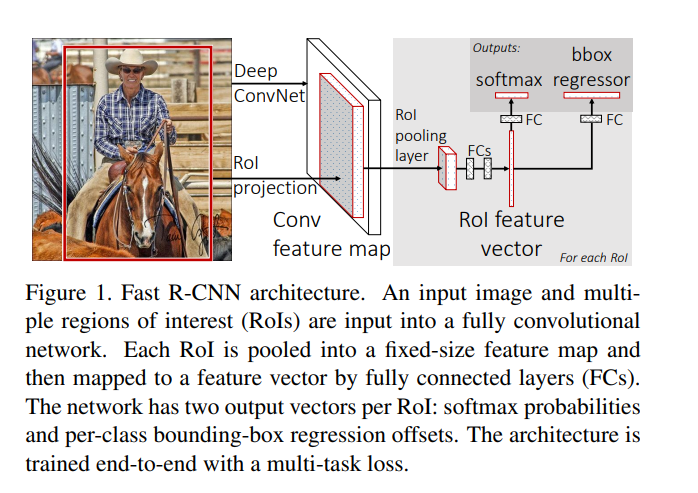 Outputs:
bbox
softmax regressor
Deep
ConvNet
FC
FC
RoI
pooling
layer
FCs
RoI
projection
Conv
feature map
RoI feature
vector
For each RoI
Figure 1. Fast R-CNN architecture. An input image and multi-
ple regions of interest (RoIs) are input into a fully convolutional
network. Each RoI is pooled into a fixed-size feature map and
then mapped to a feature vector by fully connected layers (FCs).
The network has two output vectors per RoI: softmax probabilities
and per-class bounding-box regression offsets. The architecture is
trained end-to-end with a multi-task loss.